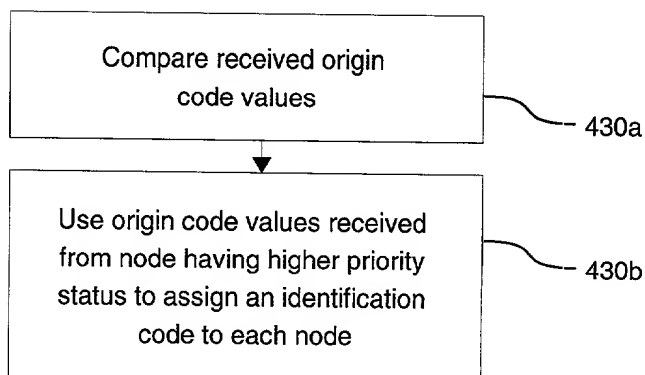 Compare received origin
code values
430a
Use origin code values received
from node having higher priority
status to assign an identification
code to each node
430b